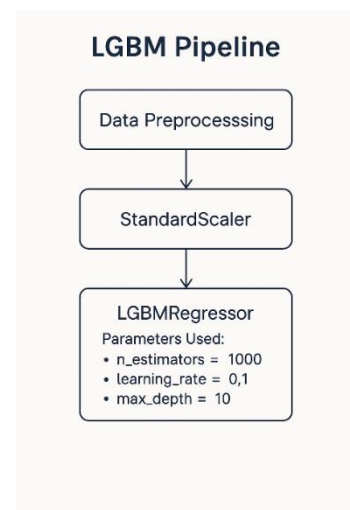 LGBM Pipeline
Data Preprocesssing
StandardScaler
LGBMRegressor
Parameters Used:
• n_estimators = 1000
• learning_rate = 0,1
• max_depth = 10